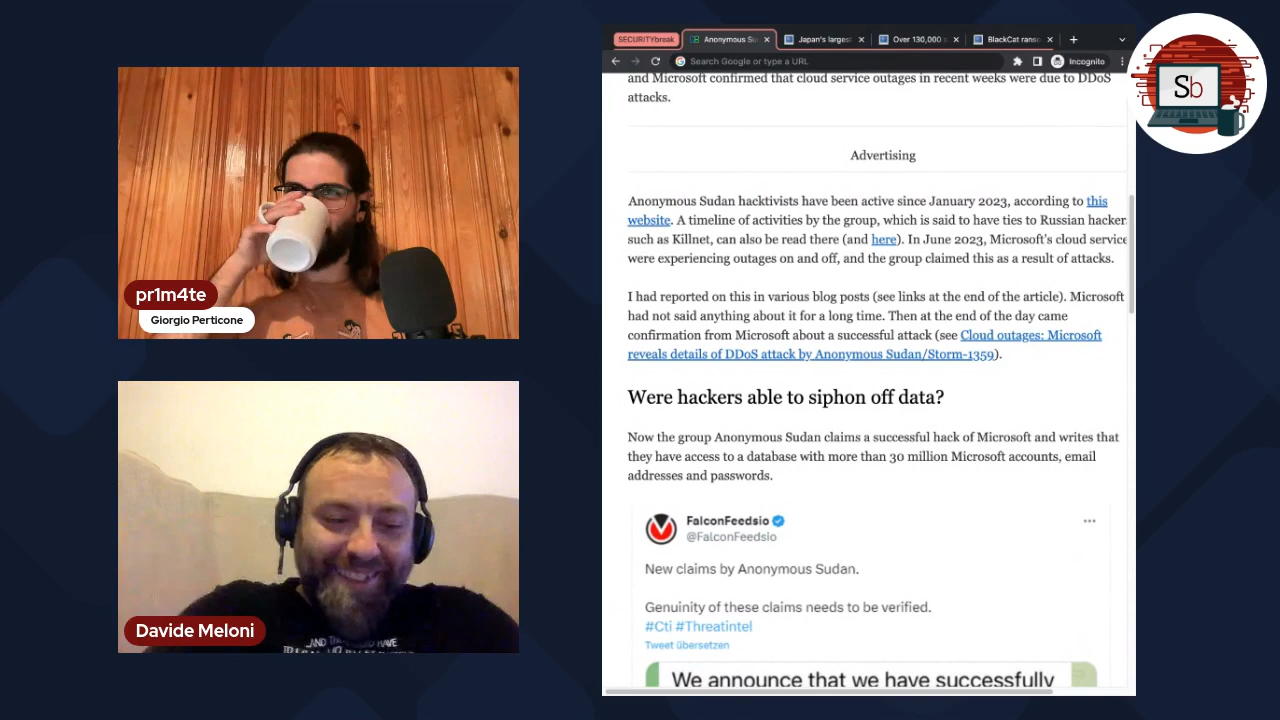 pr1m4te
Giorgio Perticone
Davide Meloni
...AND THE
HAVE
SECURITYbreak
Anonymous Su
Japan's largest
Over 130,000 s
BlackCat ranso
Search Google or type a URL
Incognito
Sb
and Microsoft confirmed that cloud service outages in recent weeks were due to DDoS
attacks.
Advertising
Anonymous Sudan hacktivists have been active since January 2023, according to this
website. A timeline of activities by the group, which is said to have ties to Russian hacker
such as Killnet, can also be read there (and here). In June 2023, Microsoft's cloud service
were experiencing outages on and off, and the group claimed this as a result of attacks.
I had reported on this in various blog posts (see links at the end of the article). Microsoft
had not said anything about it for a long time. Then at the end of the day came
confirmation from Microsoft about a successful attack (see Cloud outages: Microsoft
reveals details of DDoS attack by Anonymous Sudan/Storm-1359).
Were hackers able to siphon off data?
Now the group Anonymous Sudan claims a successful hack of Microsoft and writes that
they have access to a database with more than 30 million Microsoft accounts, email
addresses and passwords.
FalconFeedsio
@FalconFeedsio
New claims by Anonymous Sudan.
Genuinity of these claims needs to be verified.
#Cti #Threatintel
Tweet übersetzen
We announce that we have successfully